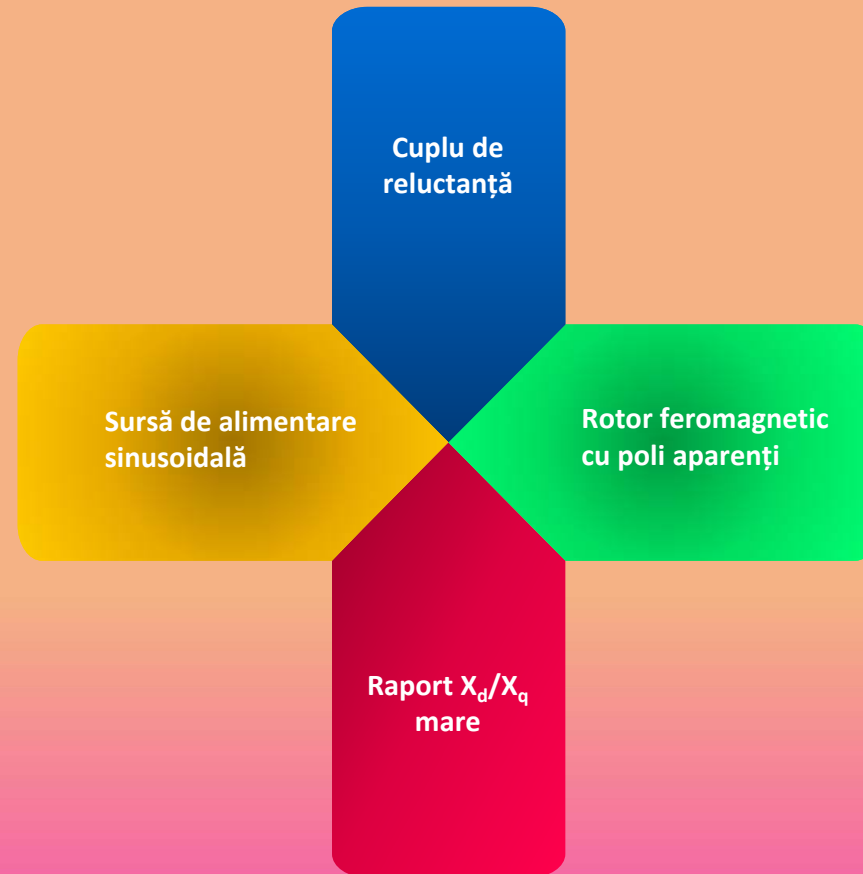 Cuplu de
reluctanță
Sursă de alimentare
sinusoidală
Rotor feromagnetic
cu poli aparenți
Raport Xd/Xq
mare